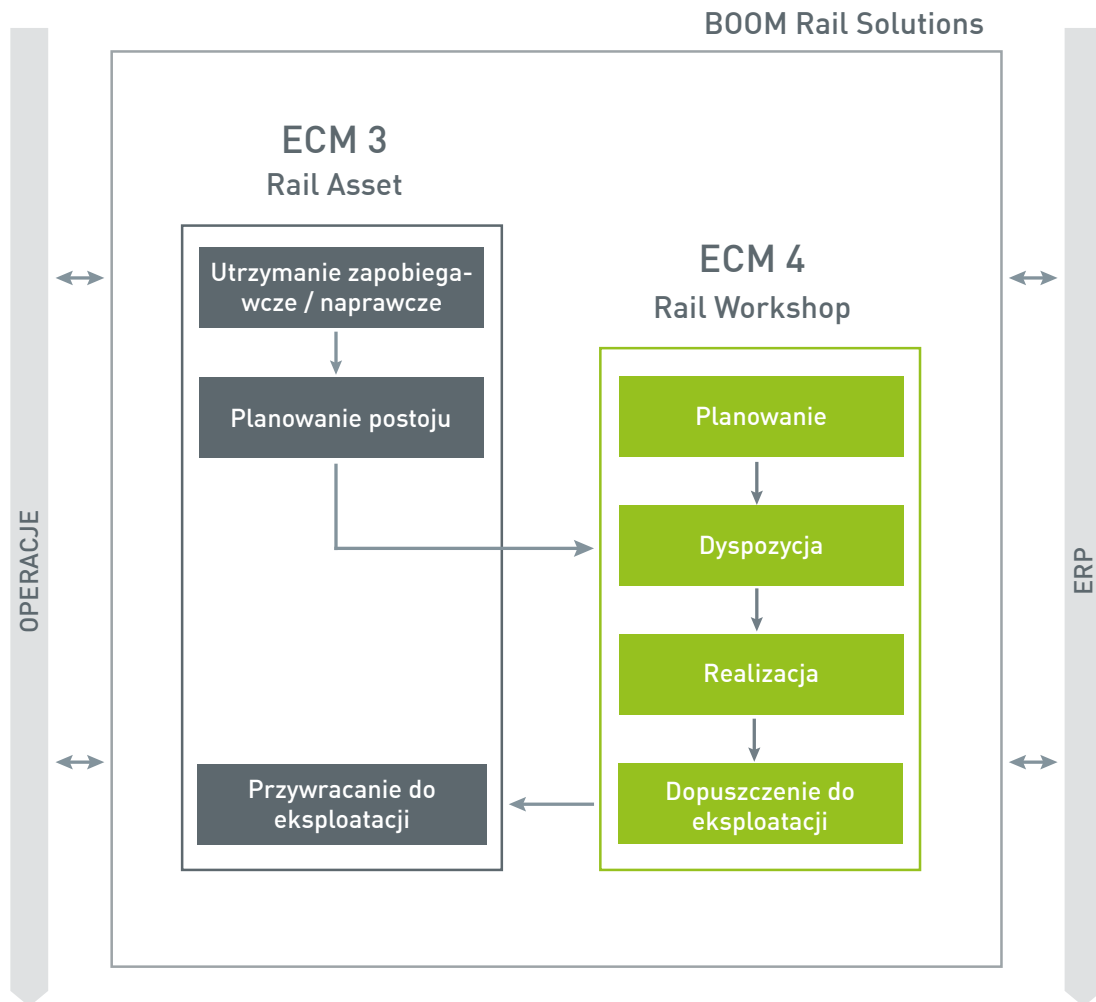 BOOM Rail Solutions
ECM 3
Rail Asset
Utrzymanie zapobiega-
wcze / naprawcze
Planowanie postoju
Przywracanie do
eksploatacji
ECM 4
Rail Workshop
Planowanie
Dyspozycja
Realizacja
Dopuszczenie do
eksploatacji
OPERACJE
ERP